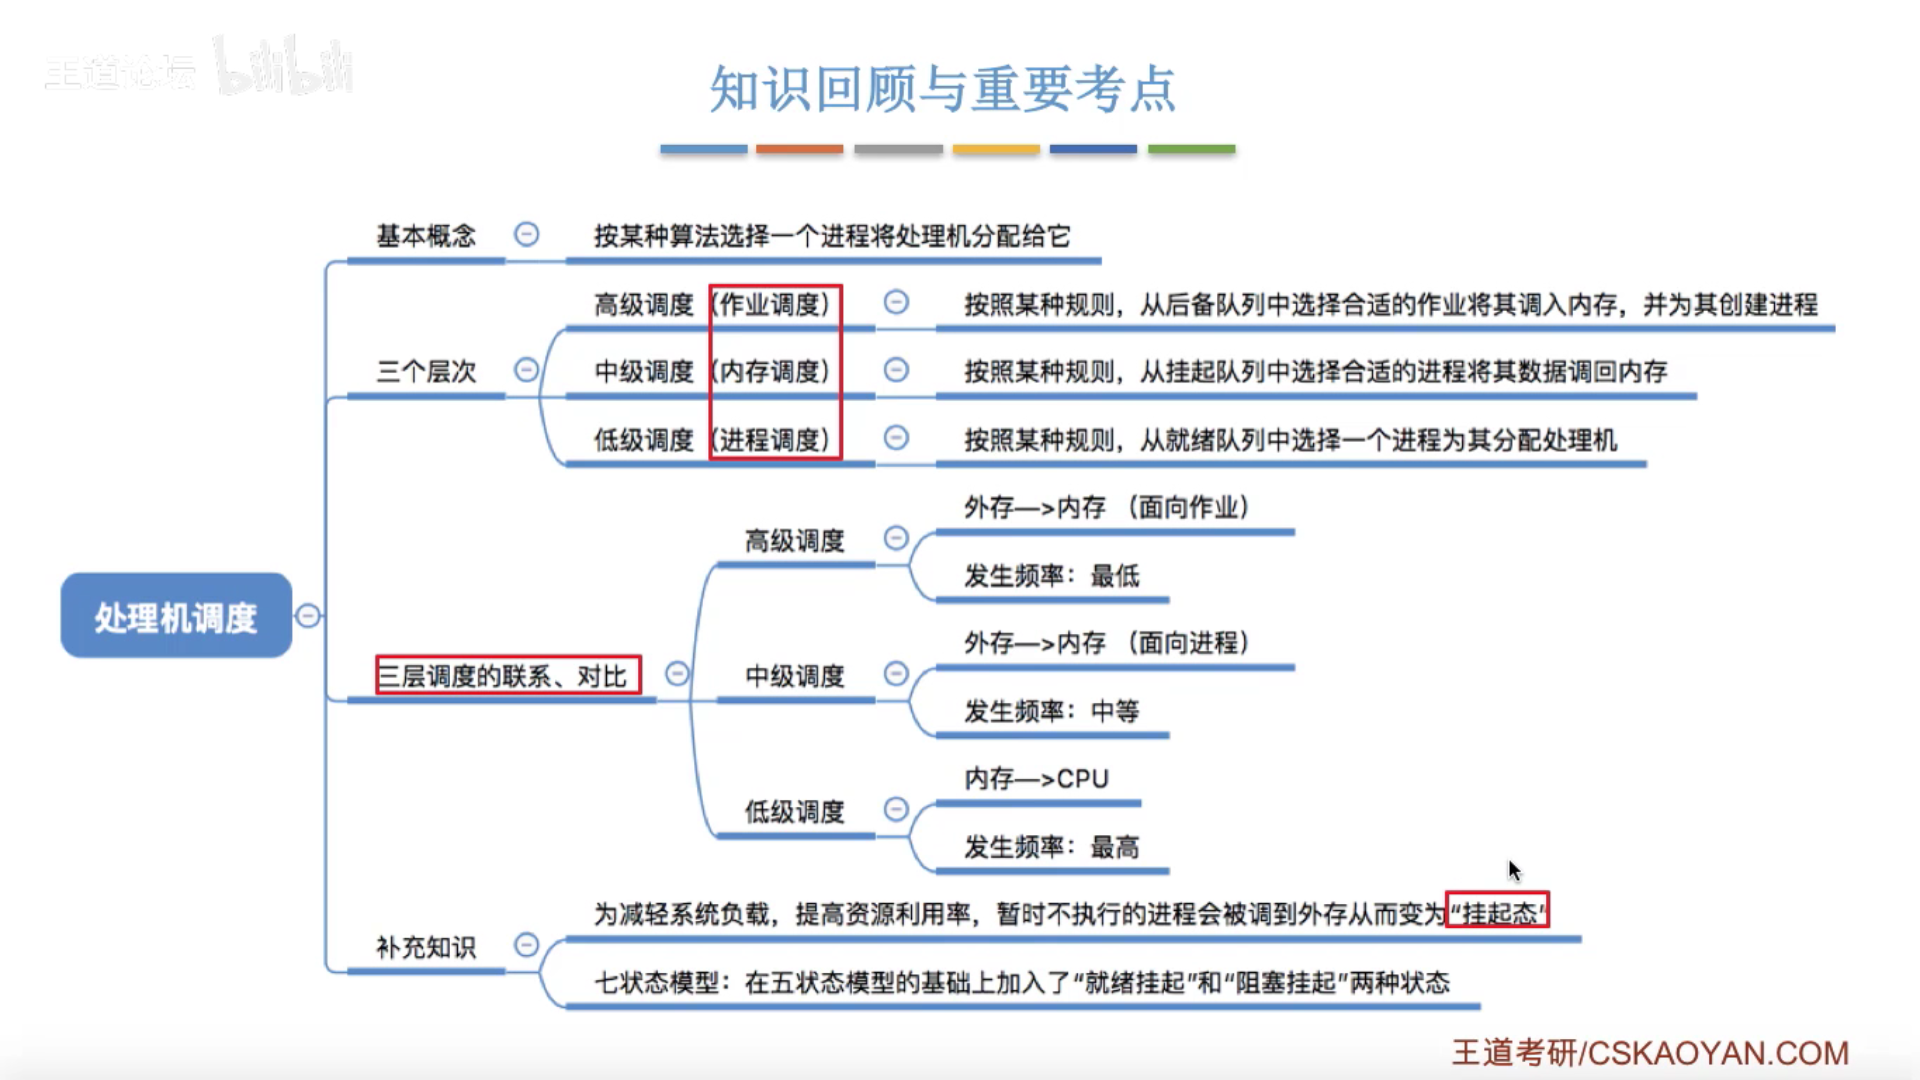 王道论坛 bilibili
知识回顾与重要考点
基本概念
按某种算法选择一个进程将处理机分配给它
高级调度（作业调度）
按照某种规则，从后备队列中选择合适的作业将其调入内存，并为其创建进程
三个层次
中级调度（内存调度）
按照某种规则，从挂起队列中选择合适的进程将其数据调回内存
低级调度（进程调度）
按照某种规则，从就绪队列中选择一个进程为其分配处理机
处理机调度
三层调度的联系、对比
高级调度
外存—>内存 （面向作业）
发生频率：最低
中级调度
外存—>内存 （面向进程）
发生频率：中等
低级调度
内存—>CPU
发生频率：最高
补充知识
为减轻系统负载，提高资源利用率，暂时不执行的进程会被调到外存从而变为“挂起态”
七状态模型：在五状态模型的基础上加入了“就绪挂起”和“阻塞挂起”两种状态
王道考研/CSKAOYAN.COM